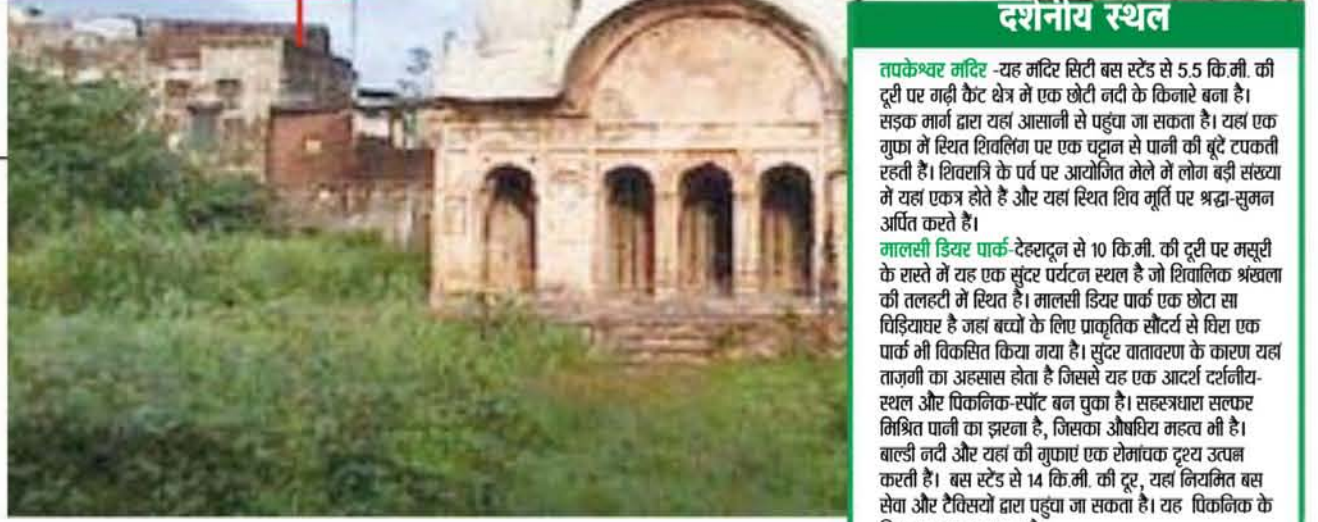 दर्शनीय स्थल
तपकेश्वर मंदिर -यह मंदिर सिटी बस स्टेंड से 5.5 कि.मी. की
दूरी पर गढ़ी कैंट क्षेत्र में एक छोटी नदी के किनारे बना है।
सड़क मार्ग द्वारा यहां आसानी से पहुंचा जा सकता है। यहां एक
गुफा में स्थित शिवलिंग पर एक चट्टान से पानी की बूंदे टपकती
रहती हैं। शिवरात्रि के पर्व पर आयोजित मेले में लोग बड़ी संख्या
में यहां एकत्र होते हैं और यहां स्थित शिव मूर्ति पर श्रद्धा-सुमन
अर्पित करते हैं।
मालसी डियर पार्क-देहरादून से 10 कि.मी. की दूरी पर मसूरी
के रास्ते में यह एक सुंदर पर्यटन स्थल है जो शिवालिक श्रंखला
की तलहटी में स्थित है। मालसी डियर पार्क एक छोटा सा
चिड़ियाघर है जहां बच्चों के लिए प्राकृतिक सौंदर्य से घिरा एक
पार्क भी विकसित किया गया है। सुंदर वातावरण के कारण यहां
ताज़गी का अहसास होता है जिससे यह एक आदर्श दर्शनीय-
स्थल और पिकनिक-स्पॉट बन चुका है। सहस्त्रधारा सल्फर
मिश्रित पानी का झरना है, जिसका औषधिय महत्व भी है।
बाल्डी नदी और यहां की गुफाएं एक रोमांचक दृश्य उत्पन्न
करती हैं। बस स्टेंड से 14 कि.मी. की दूर, यहां नियमित बस
सेवा और टैक्सियों द्वारा पहुंचा जा सकता है। यह पिकनिक के